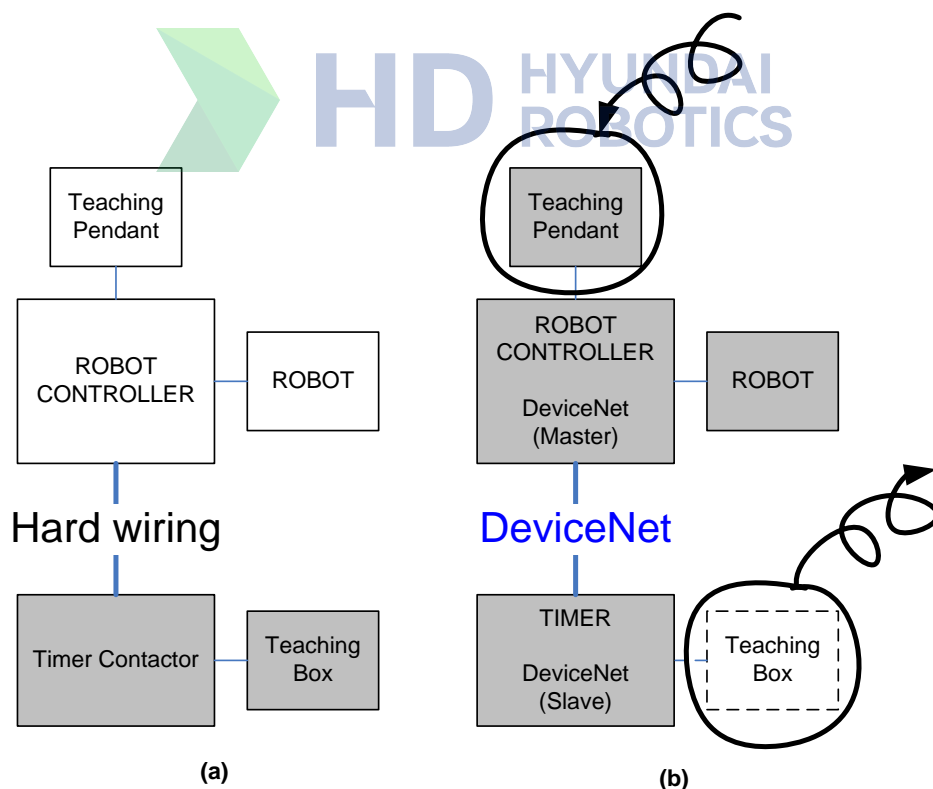 HD HYUNDAI
ROBOTICS
Teaching
Pendant
ROBOT
CONTROLLER
ROBOT
Hard wiring
Timer Contactor
Teaching
Box
(a)
Teaching
Pendant
ROBOT
CONTROLLER
DeviceNet
(Master)
ROBOT
DeviceNet
TIMER
DeviceNet
(Slave)
Teaching
Box
(b)